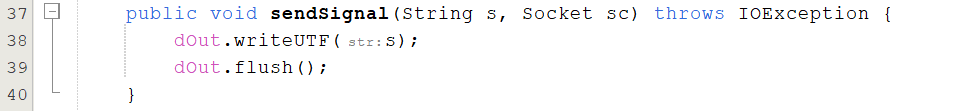 37 public void sendSignal(String s, Socket sc) throws IOException {
38 dOut.writeUTF( str: s);
39 dOut.flush();
40 }